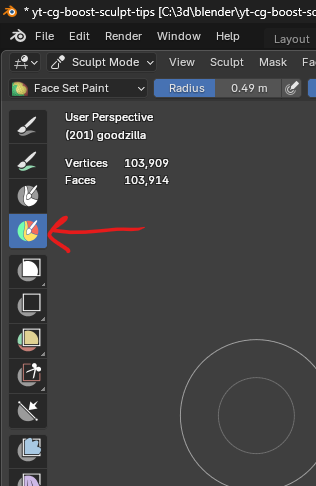 * yt-cg-boost-sculpt-tips [C:\3d\blender\yt-cg-boost-sc
File Edit Render Window Help Layout
Sculpt Mode View Sculpt Mask Fa
Face Set Paint Radius 0.49 m
User Perspective
(201) goodzilla
Vertices 103,909
Faces 103,914